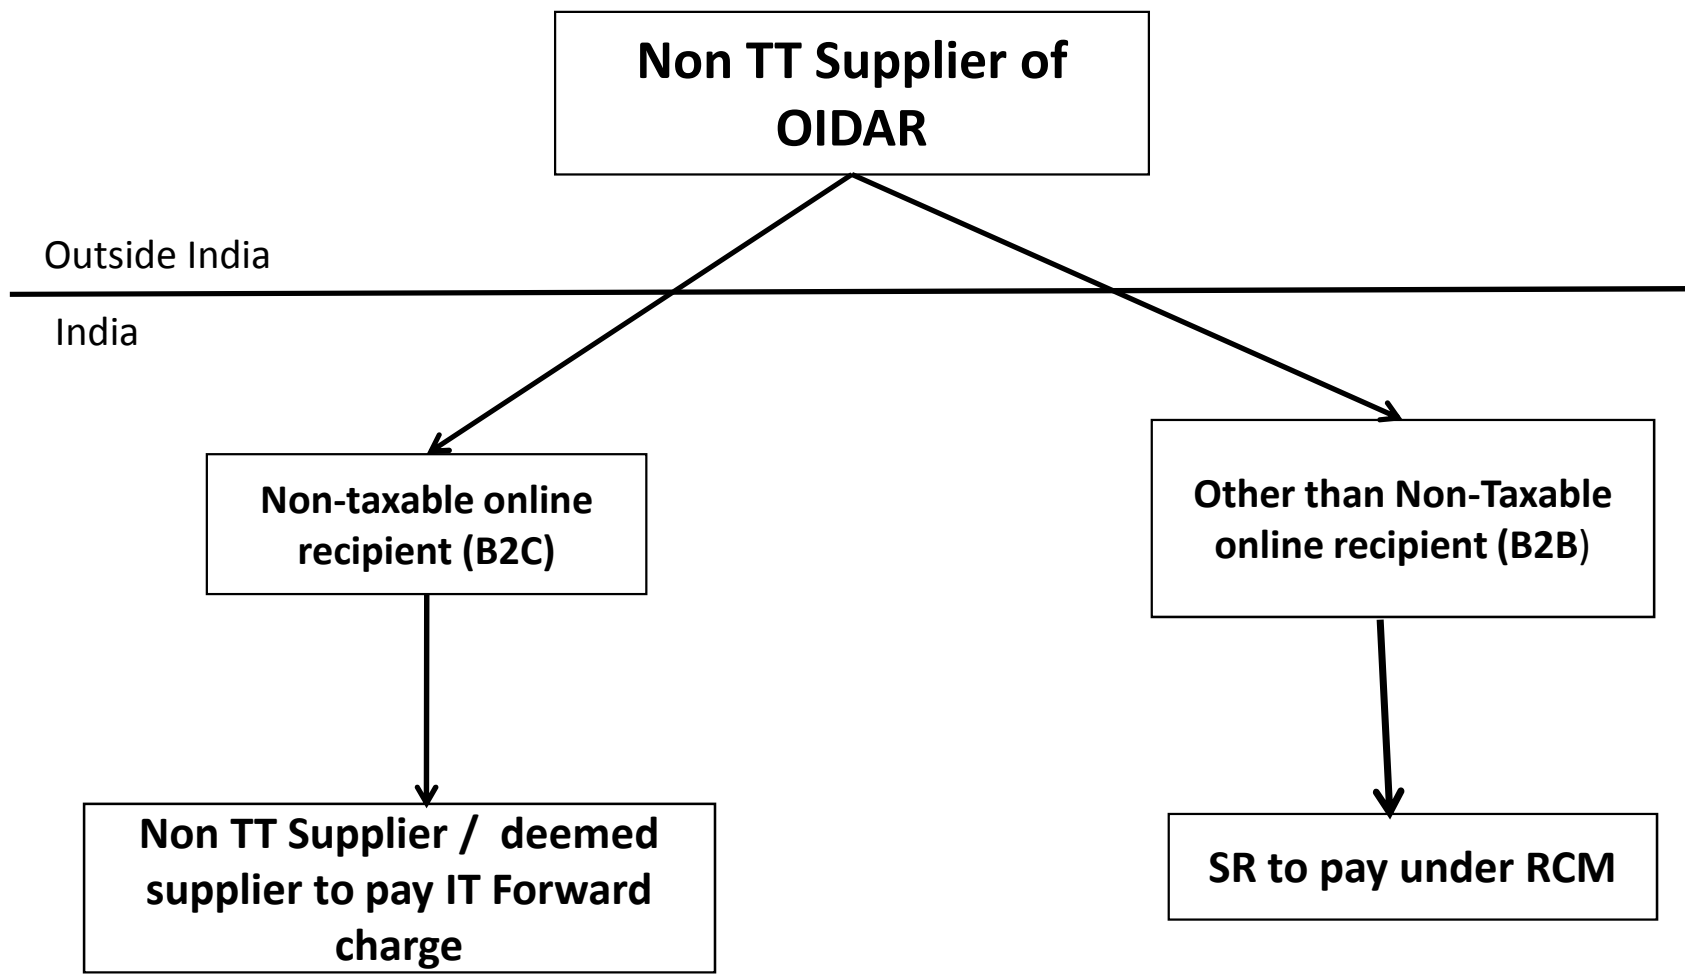 Non TT Supplier of
OIDAR
Outside India
India
Non-taxable online
recipient (B2C)
Other than Non-Taxable
online recipient (B2B)
Non TT Supplier / deemed
supplier to pay IT Forward
charge
SR to pay under RCM